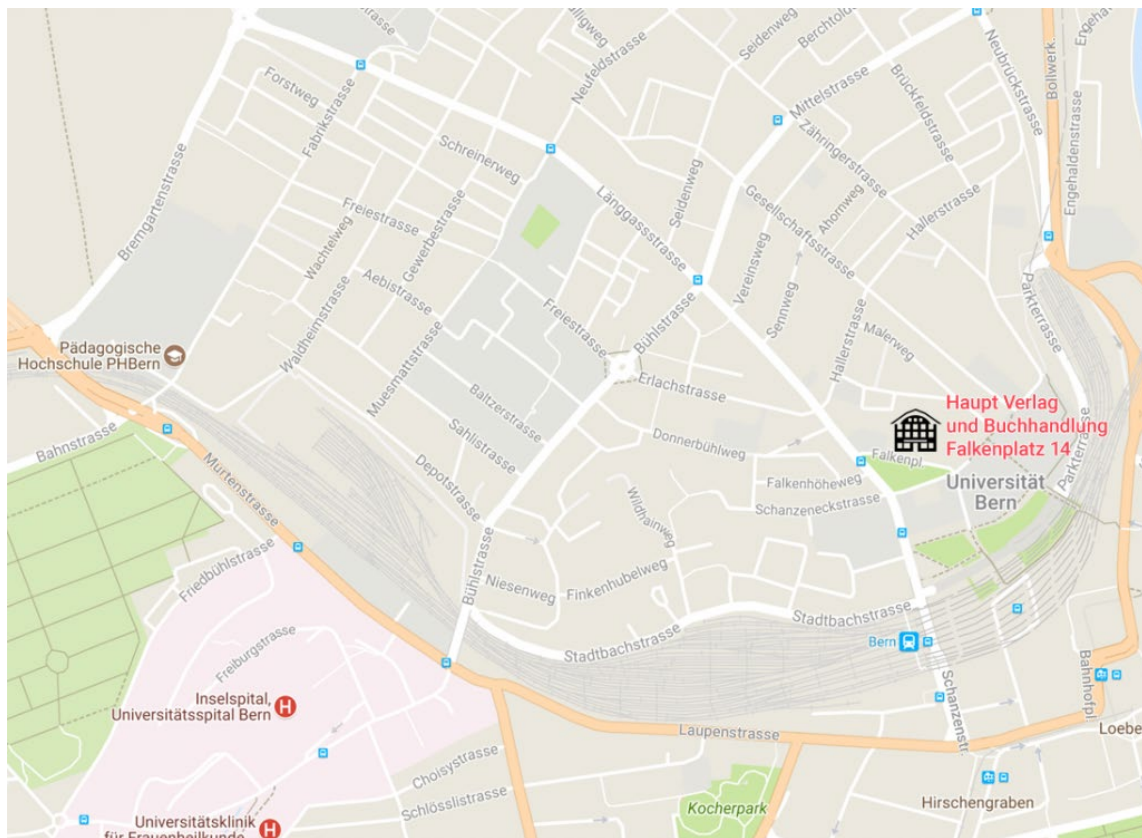 Forstweg
Fabrikstrasse
Neufeldstrasse
Seidenweg
Mittelstrasse
Brückfeldstrasse
Neubrückstrasse
Bollwerk
Engehaldenstrasse
Bremgartenstrasse
Schreinerweg
Länggassstrasse
Seidenweg
Zähringerstrasse
Gesellschaftsstrasse
Ahornweg
Hallerstrasse
Freiestrasse
Wachtelweg
Gewerbestrasse
Aebistrasse
Vereinsweg
Sennweg
Parkterrasse
Waldheimstrasse
Muesmattstrasse
Freiestrasse
Bühlstrasse
Hallerstrasse
Malerweg
Pädagogische
Hochschule PHBern
Erlachstrasse
Baltzerstrasse
Sahlistrasse
Donnerbühlweg
Haupt Verlag
und Buchhandlung
Falkenplatz 14
Falkenpl.
Parkterrasse
Bahnstrasse
Murtenstrasse
Depotstrasse
Wildhainweg
Falkenhöheweg
Schanzeneckstrasse
Universität
Bern
Friedbühlstrasse
Bühlstrasse
Niesenweg
Finkenhubelweg
Stadtbachstrasse
Stadtbachstrasse
Bern
Freiburgstrasse
Inselspital,
Universitätsspital Bern
H
Schanzenstr.
Bahnhofpl.
Laupenstrasse
Loebe
Choisystrasse
Schlösslistrasse
Kocherpark
Hirschengraben
Universitätsklinik
für Frauenheilkunde
H